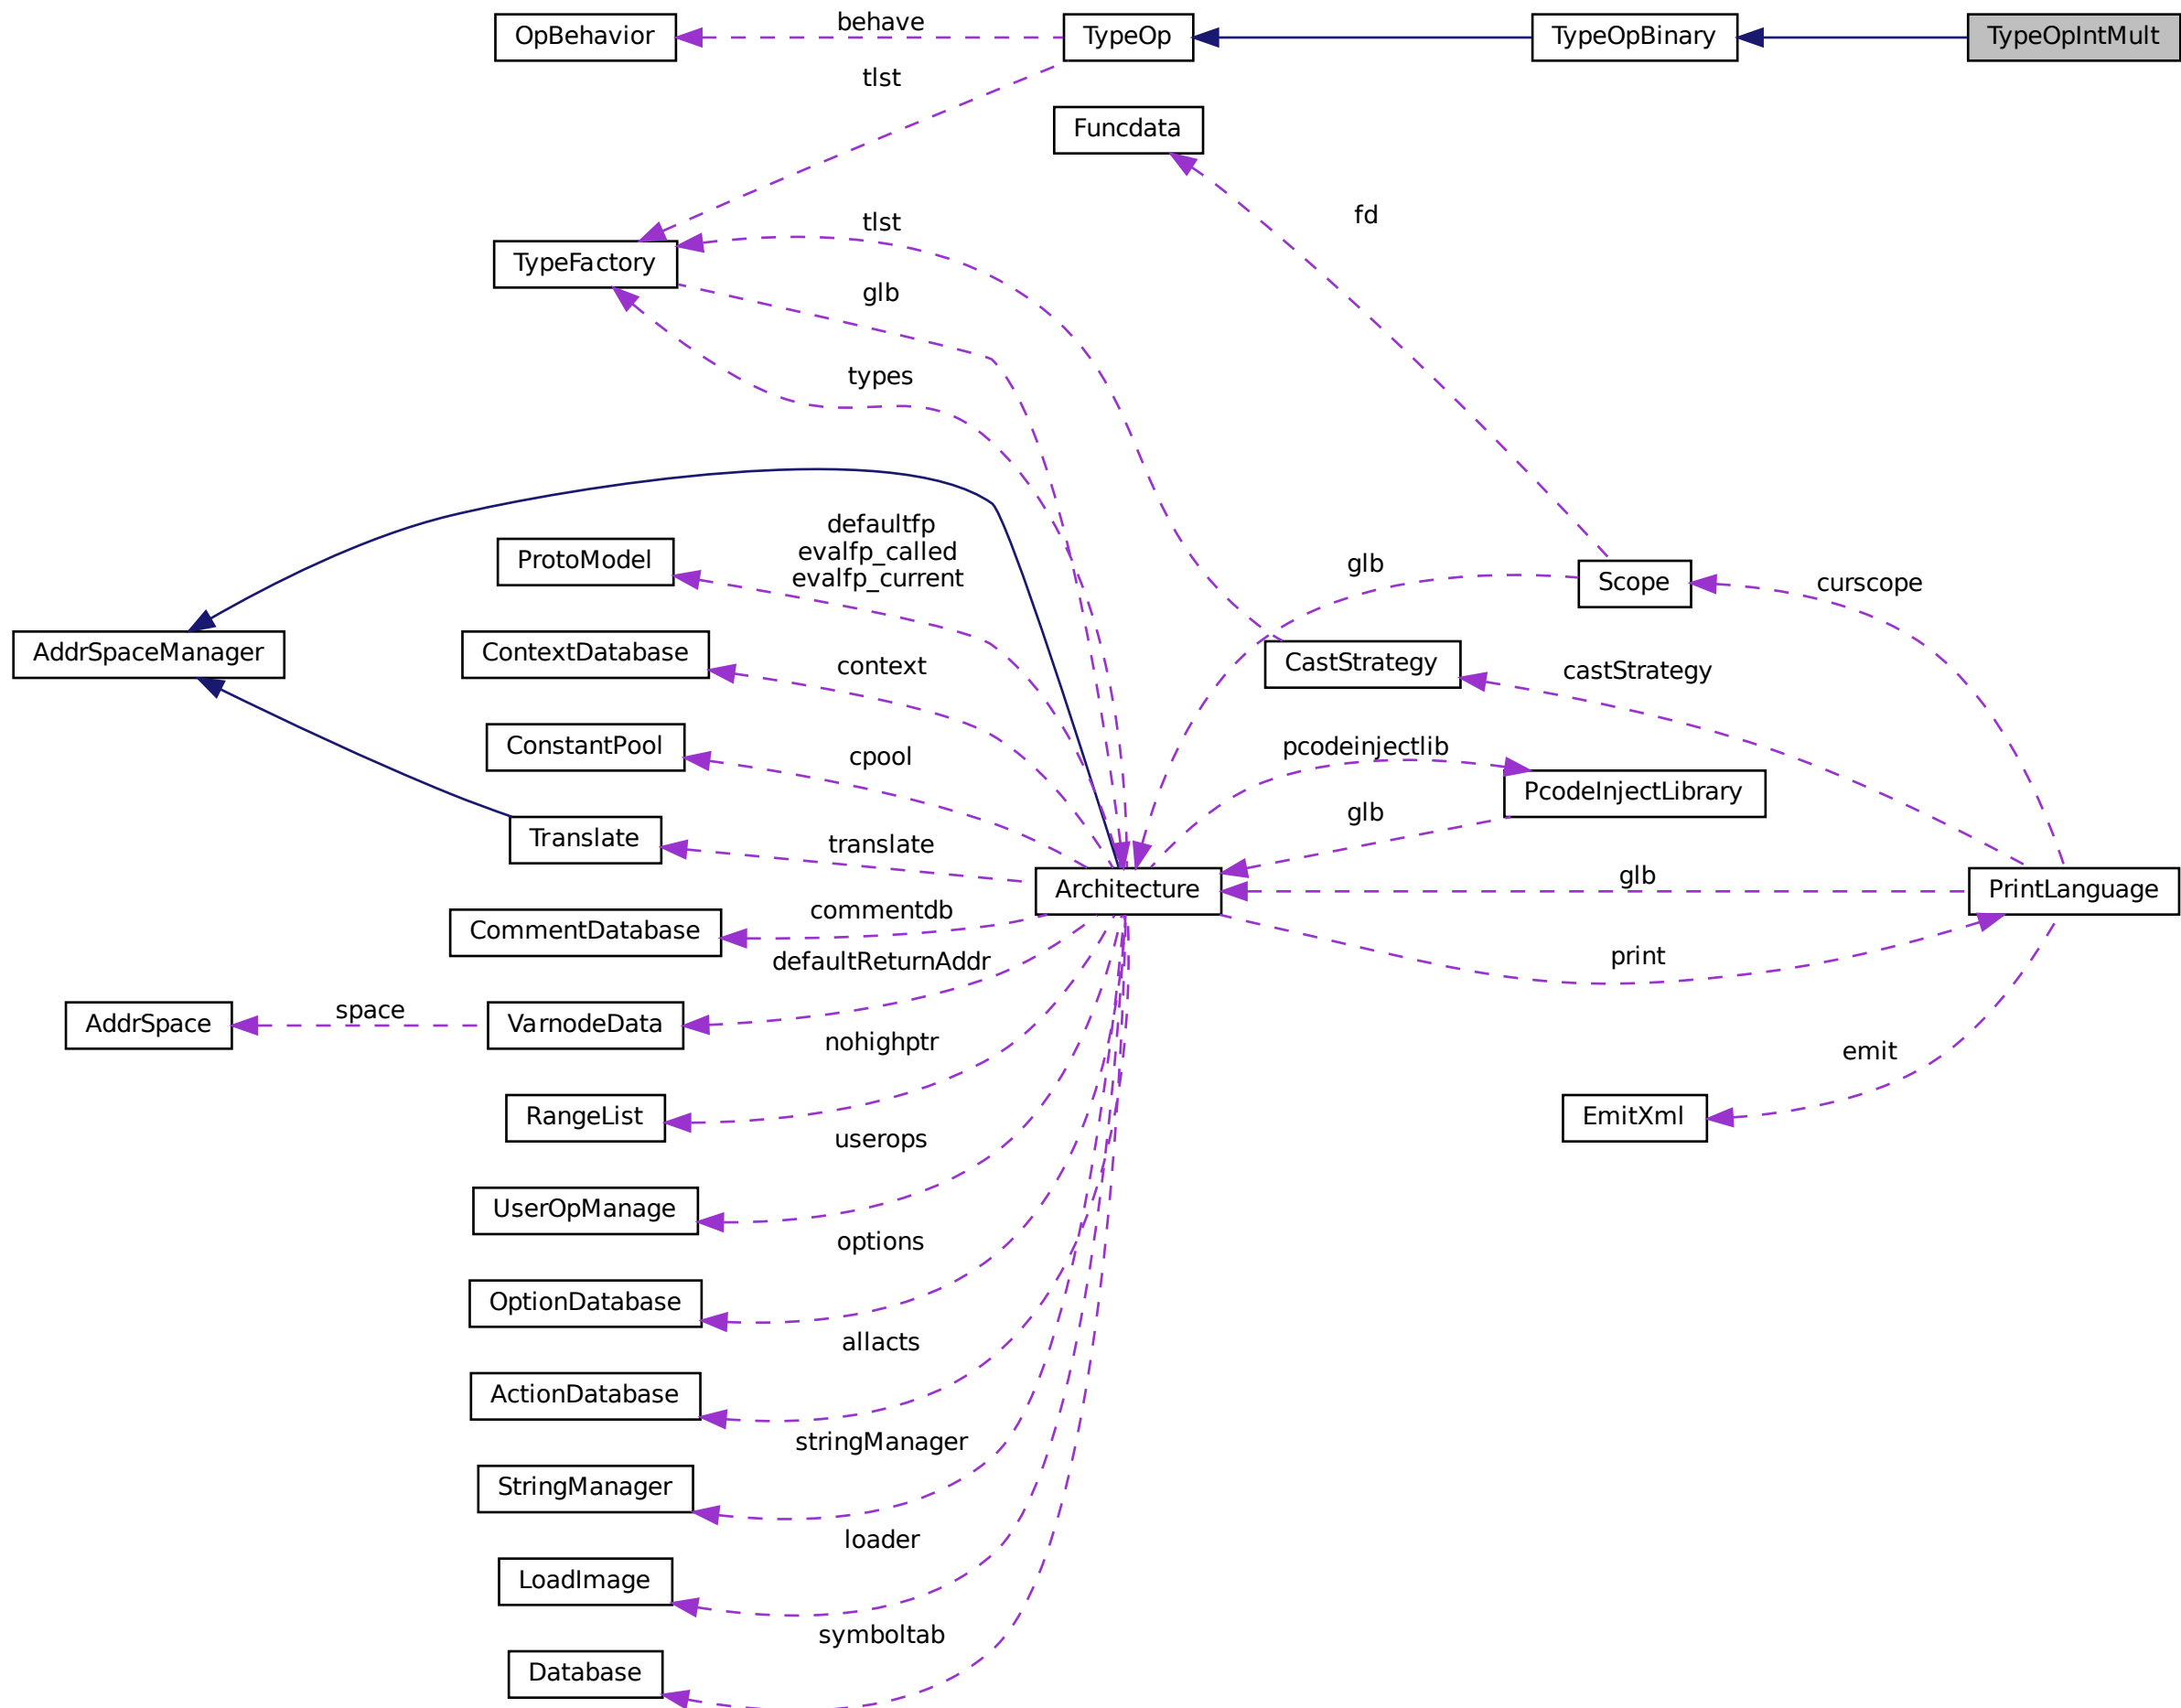 OpBehavior
behave
TypeOp
TypeOpBinary
TypeOpIntMult
tlst
Funcdata
tlst
fd
TypeFactory
glb
types
defaultfp
evalfp_called
evalfp_current
ProtoModel
glb
Scope
curscope
AddrSpaceManager
ContextDatabase
context
CastStrategy
castStrategy
ConstantPool
cpool
pcodeinjectlib
PcodeInjectLibrary
glb
Translate
translate
Architecture
glb
PrintLanguage
CommentDatabase
commentdb
defaultReturnAddr
print
AddrSpace
space
VarnodeData
nohighptr
emit
RangeList
EmitXml
userops
UserOpManage
options
OptionDatabase
allacts
ActionDatabase
stringManager
StringManager
loader
LoadImage
symboltab
Database